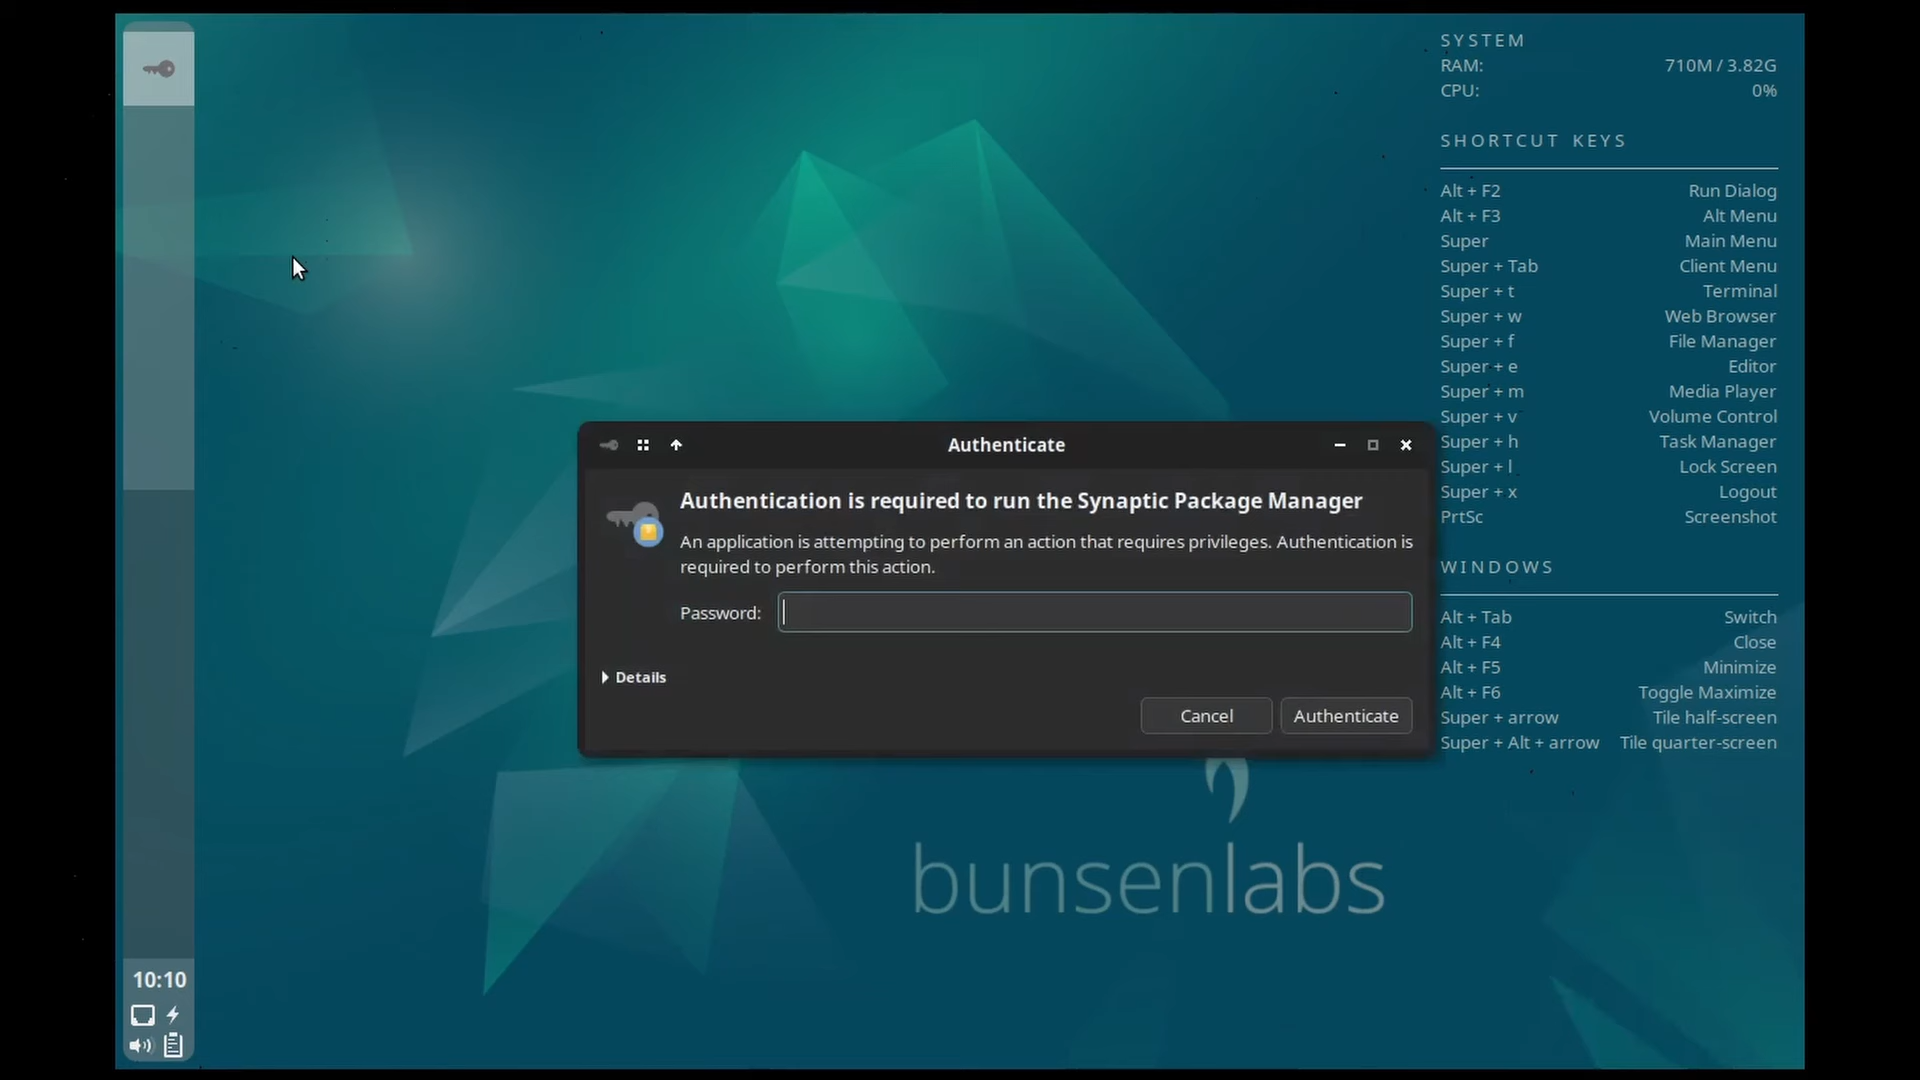 SYSTEM
RAM: 710M / 3.82G
CPU: 0%
SHORTCUT KEYS
Alt + F2 Run Dialog
Alt + F3 Alt Menu
Super Main Menu
Super + Tab Client Menu
Super + t Terminal
Super + w Web Browser
Super + f File Manager
Super + e Editor
Super + m Media Player
Super + v Volume Control
Super + h Task Manager
Super + l Lock Screen
Super + x Logout
PrtSc Screenshot
WINDOWS
Alt + Tab Switch
Alt + F4 Close
Alt + F5 Minimize
Alt + F6 Toggle Maximize
Super + arrow Tile half-screen
Super + Alt + arrow Tile quarter-screen
Authenticate
Authentication is required to run the Synaptic Package Manager
An application is attempting to perform an action that requires privileges. Authentication is
required to perform this action.
Password:
Details
Cancel Authenticate
bunsenlabs
10:10